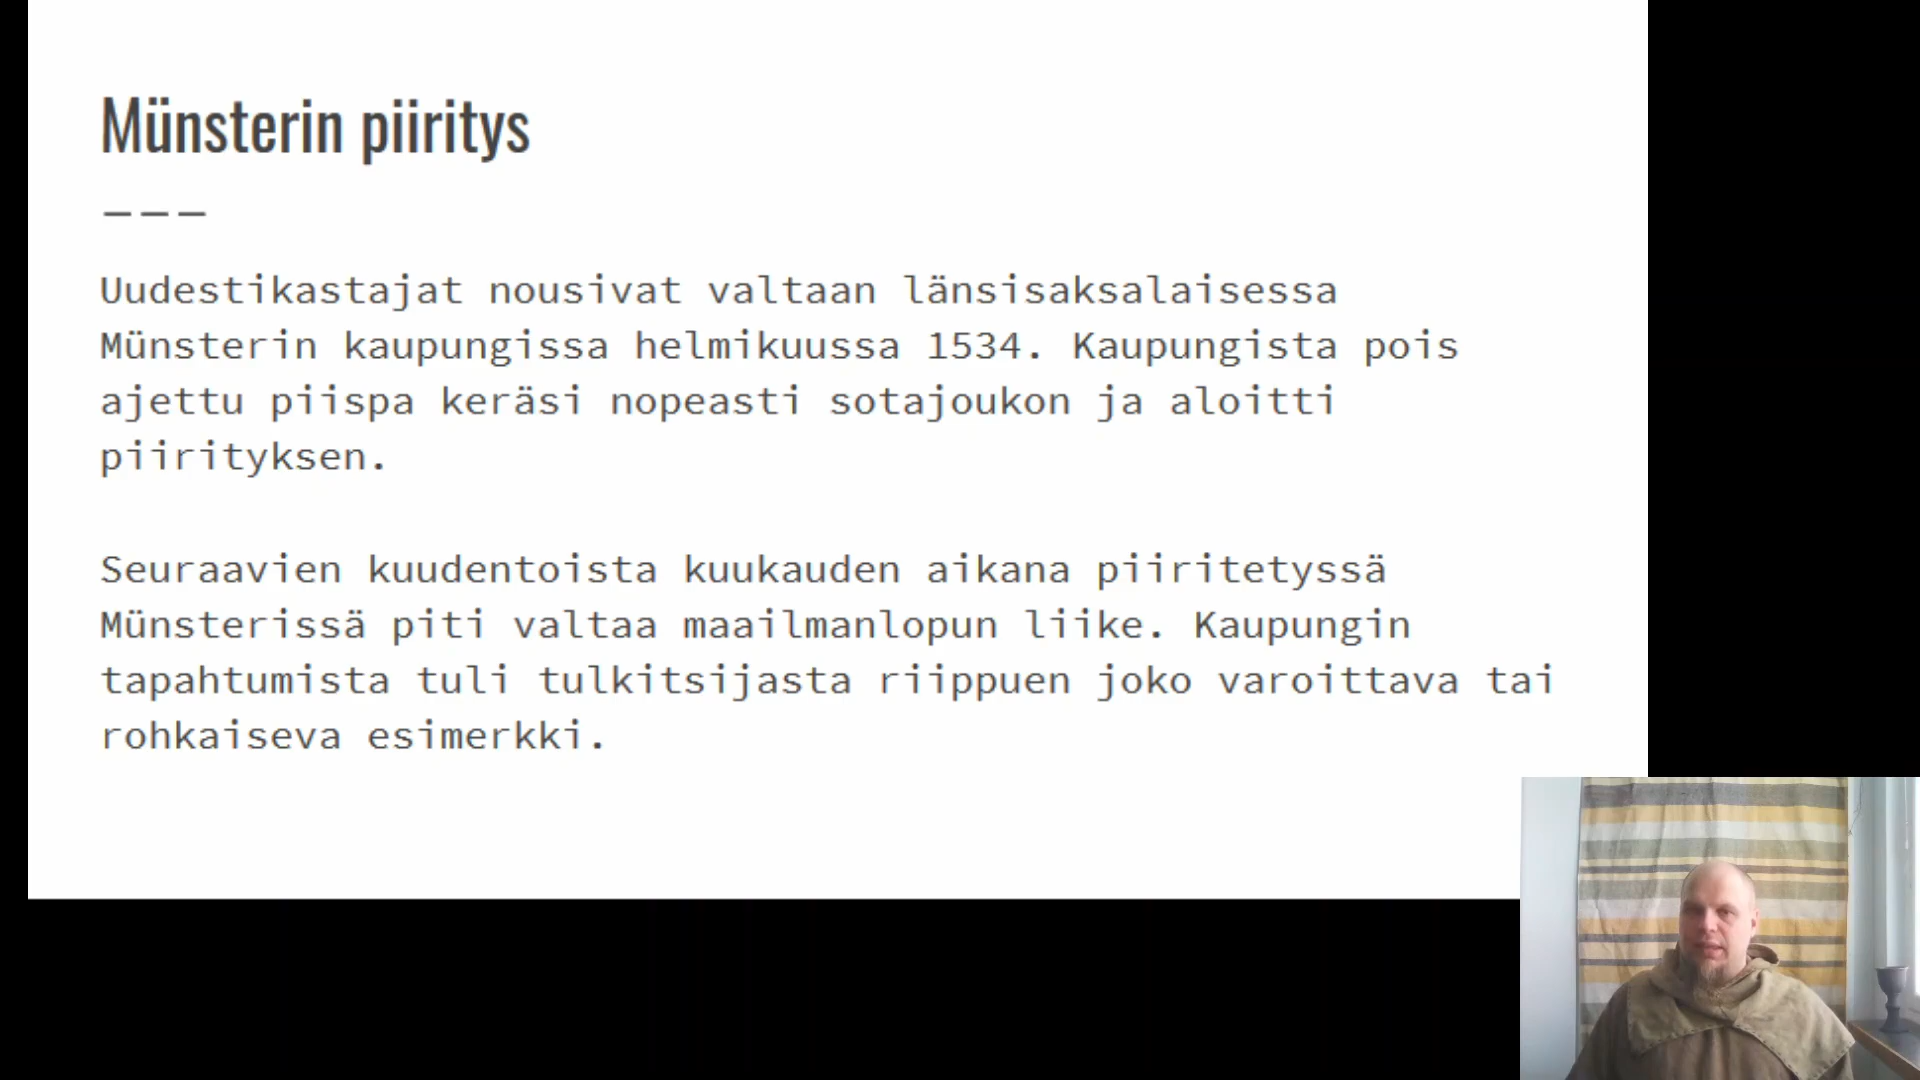 Münsterin piiritys
———
Uudestikastajat nousivat valtaan länsisaksalaisessa
Münsterin kaupungissa helmikuussa 1534. Kaupungista pois
ajettu piispa keräsi nopeasti sotajoukon ja aloitti
piirityksen.
Seuraavien kuudentoista kuukauden aikana piiritetyssä
Münsterissä piti valtaa maailmanlopun liike. Kaupungin
tapahtumista tuli tulkitsijasta riippuen joko varoittava tai
rohkaiseva esimerkki.